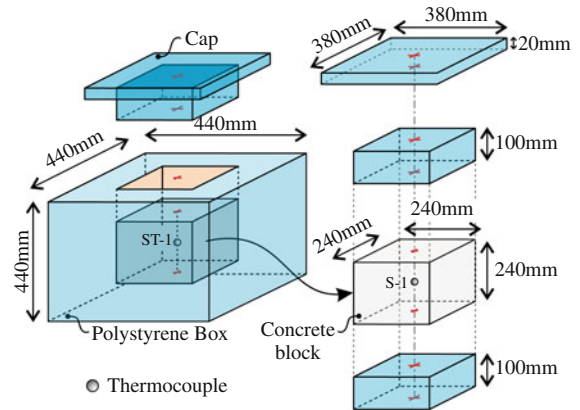 Cap
380mm
380mm
20mm
440mm
440mm
100mm
440mm
ST-1
240mm
240mm
S-1
240mm
Polystyrene Box
Concrete
block
100mm
Thermocouple